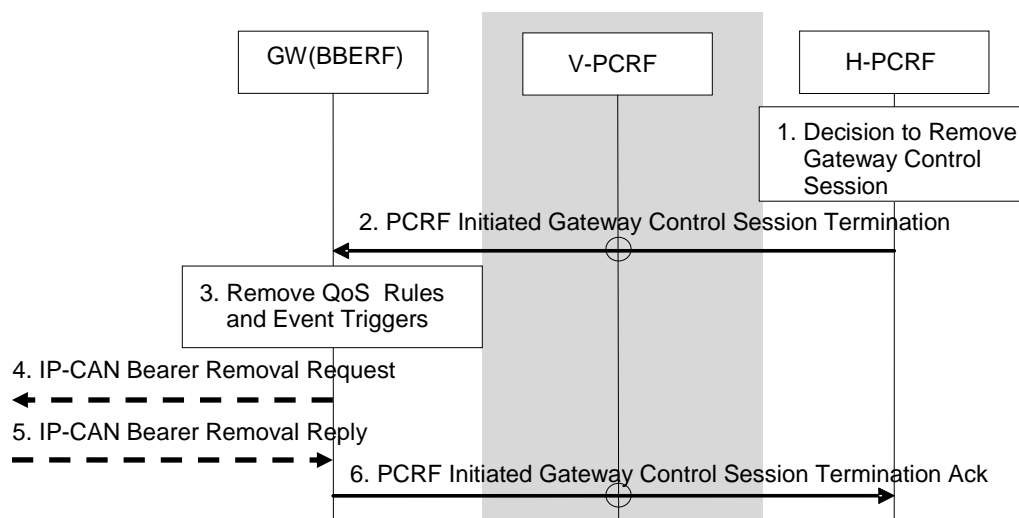 GW(BBERF)
V-PCRF
H-PCRF
1. Decision to Remove
Gateway Control
Session
2. PCRF Initiated Gateway Control Session Termination
3. Remove QoS Rules
and Event Triggers
4. IP-CAN Bearer Removal Request
5. IP-CAN Bearer Removal Reply
6. PCRF Initiated Gateway Control Session Termination Ack